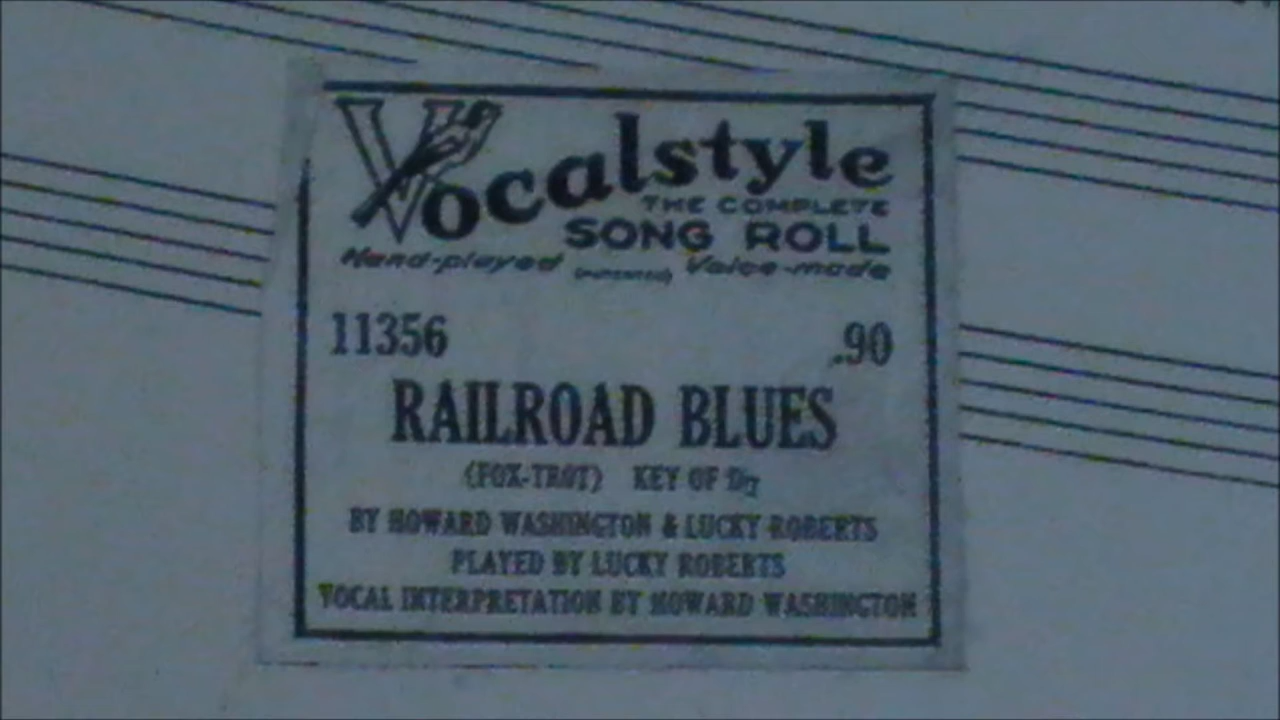 Vocalstyle
THE COMPLETE
SONG ROLL
Hand-played (PATENTED) Voice-made
11356 .90
RAILROAD BLUES
(FOX-TROT) KEY OF
BY HOWARD WASHINGTON & LUCKY ROBERTS
PLAYED BY LUCKY ROBERTS
VOCAL INTERPRETATION BY HOWARD WASHINGTON